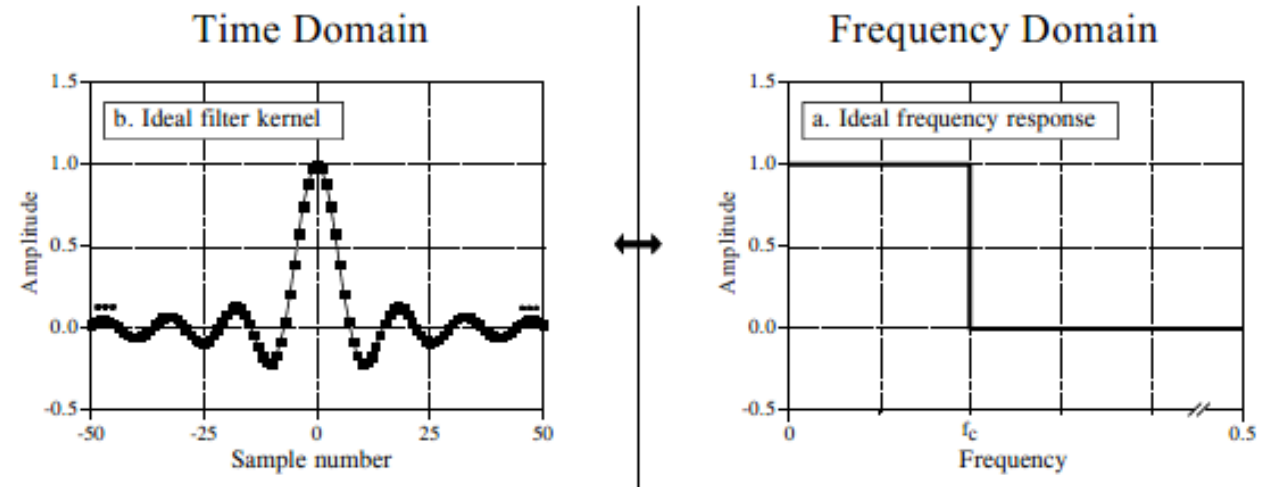 Time Domain
1.5
b. Ideal filter kernel
1.0
0.5
0.0
-0.5
Amplitude
-50
-25
0
25
50
Sample number
Frequency Domain
1.5
a. Ideal frequency response
1.0
0.5
0.0
-0.5
Amplitude
0
fc
0.5
Frequency